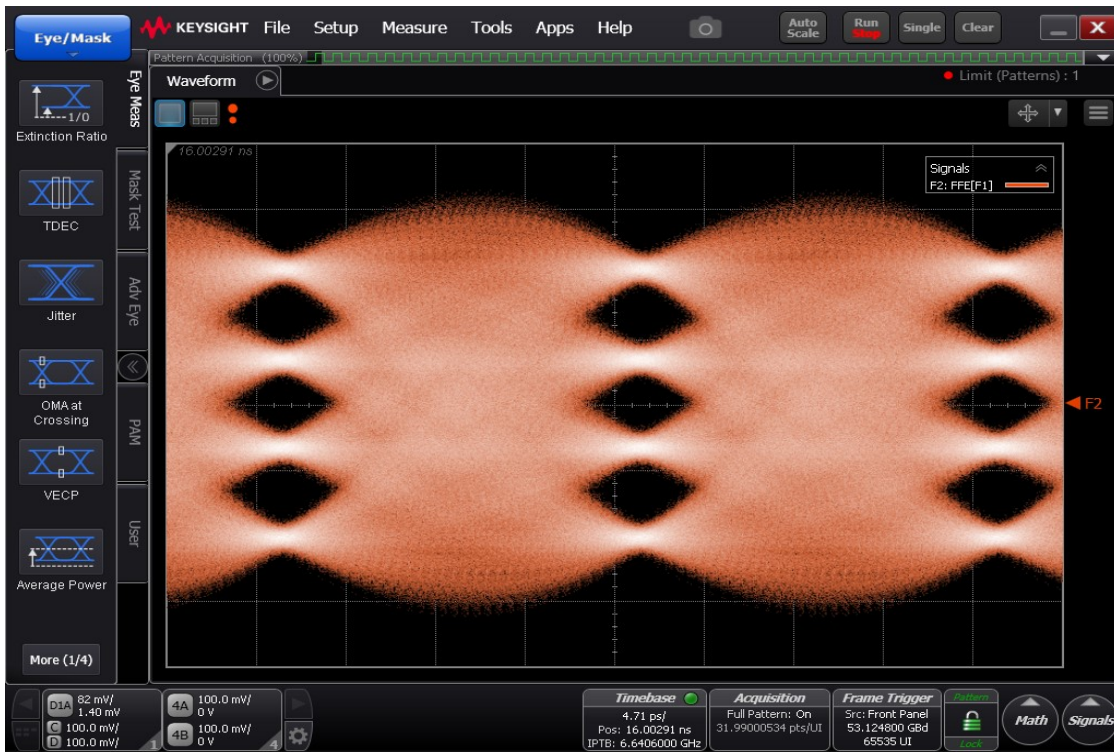 Eye/Mask
KEYSIGHT File Setup Measure Tools Apps Help
Auto Scale
Run Stop
Single
Clear
X
Pattern Acquisition (100%)
Waveform
Limit (Patterns) : 1
Eye Meas
Mask Test
Adv Eye
PAM
User
1/0
Extinction Ratio
TDEC
Jitter
OMA at
Crossing
VECP
Average Power
More (1/4)
16.00291 ns
Signals
F2: FFE[F1]
F2
D1A 82 mV/
1.40 mV
C 100.0 mV/
D 100.0 mV/
1
4A 100.0 mV/
0 V
4B 100.0 mV/
0 V
4
Timebase
4.71 ps/
Pos: 16.00291 ns
IPTB: 6.6406000 GHz
Acquisition
Full Pattern: On
31.99000534 pts/UI
Frame Trigger
Src: Front Panel
53.124800 GBd
65535 UI
Pattern
Lock
Math
Signals